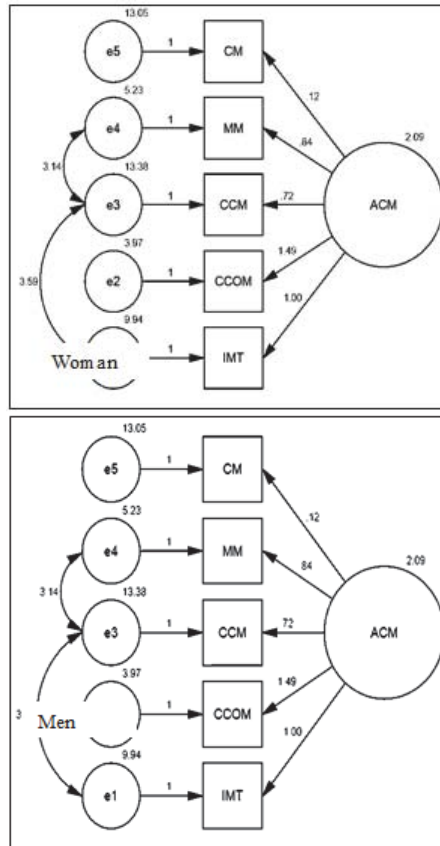 13.05
e5 1 CM
5.23
.12
e4 1 MM
2.09
3.14
13.38
.84
e3 1 CCM .72 ACM
3.59
3.97
1.49
e2 1 CCOM
9.94
1.00
Woman 1 IMT
13.05
e5 1 CM
5.23
.12
e4 1 MM
2.09
3.14
13.38
.84
e3 1 CCM .72 ACM
3.97
1.49
3 Men 1 CCOM
9.94
1.00
e1 1 IMT